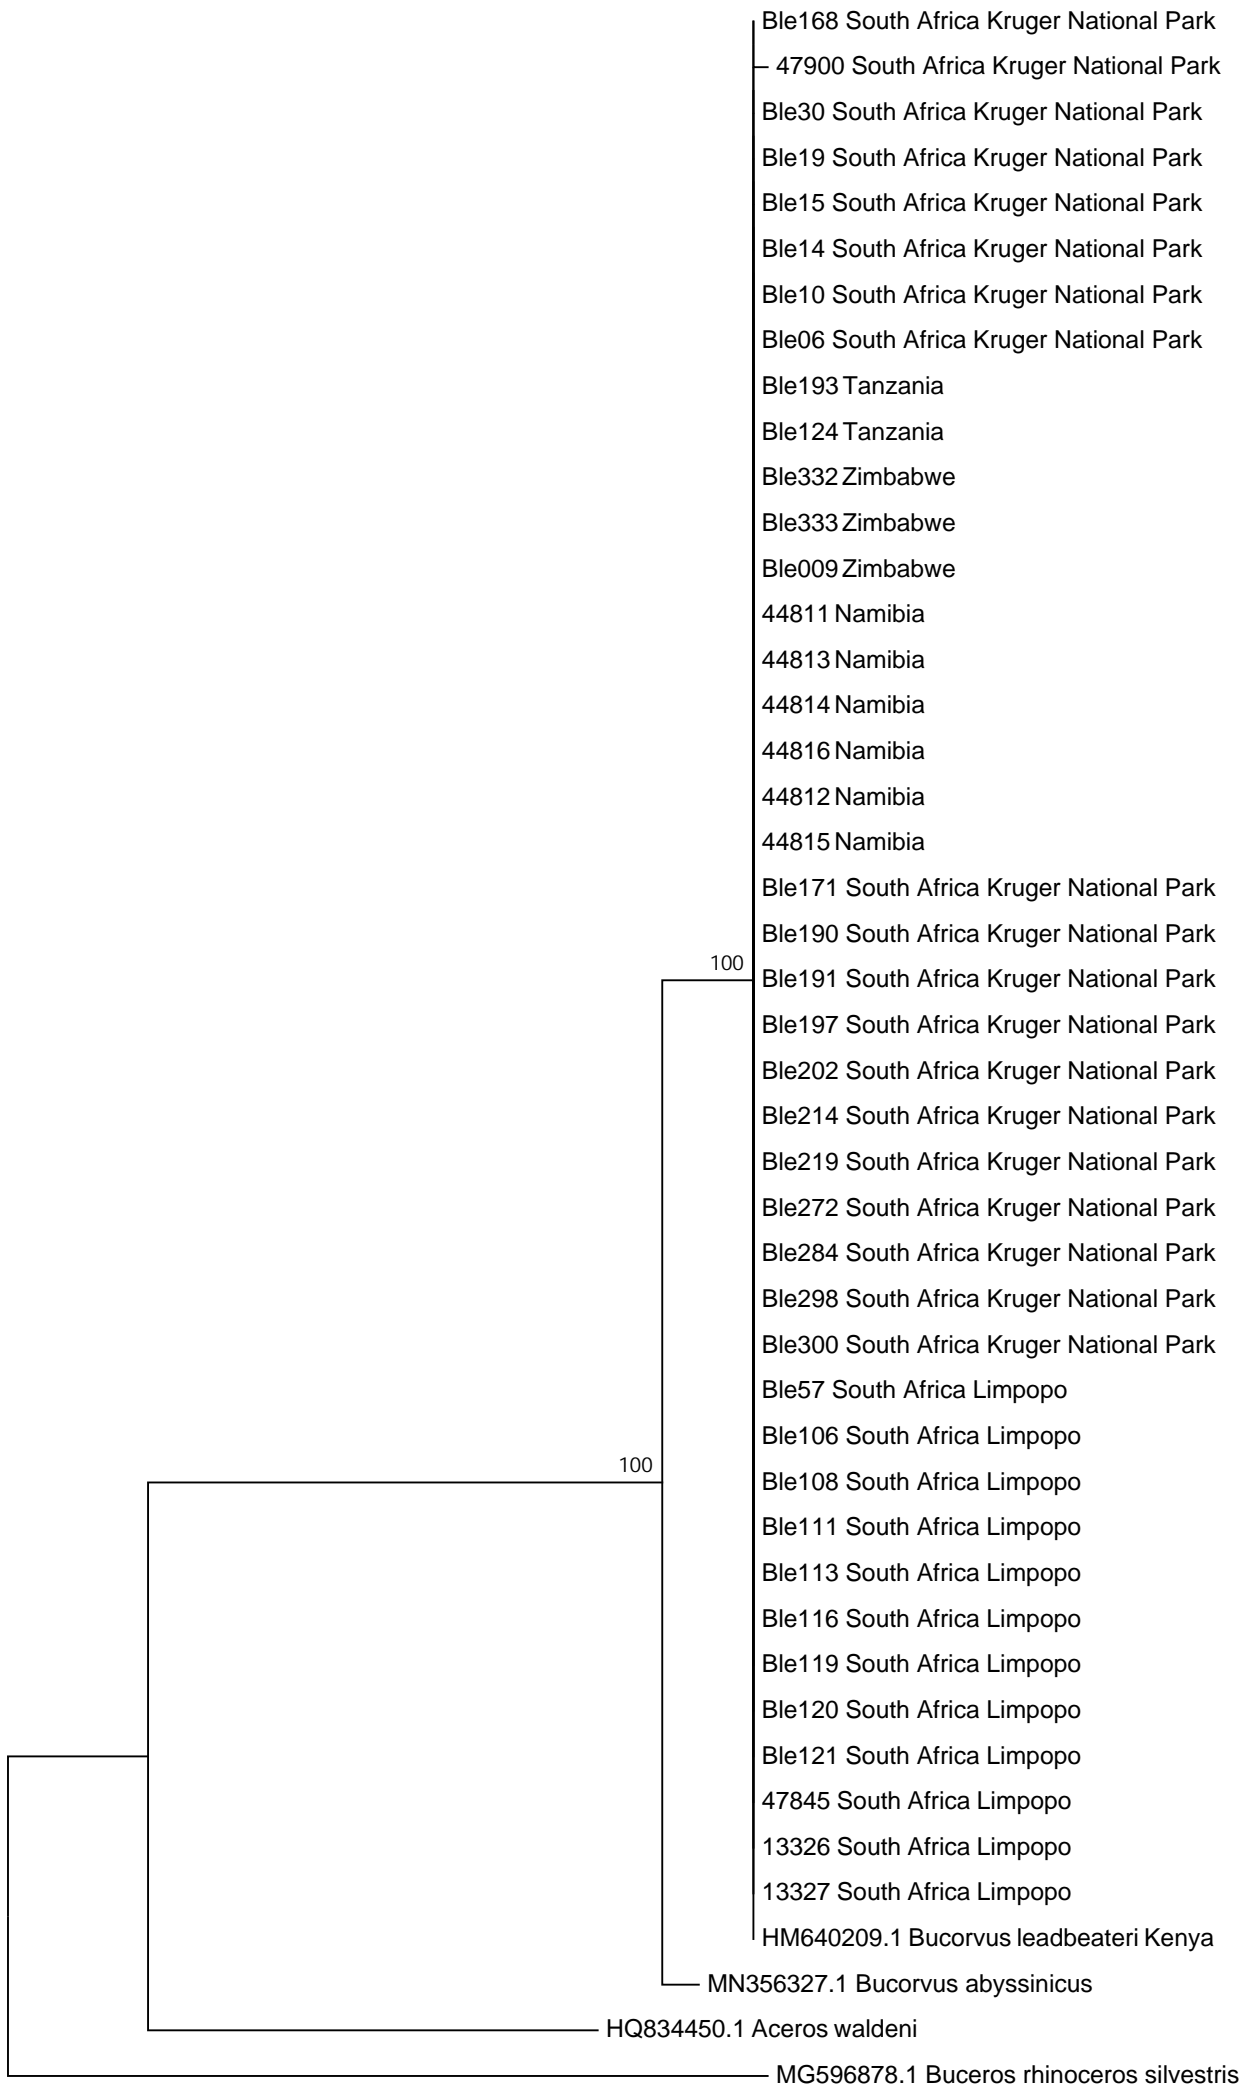 Ble168 South Africa Kruger National Park
47900 South Africa Kruger National Park
Ble30 South Africa Kruger National Park
Ble19 South Africa Kruger National Park
Ble15 South Africa Kruger National Park
Ble14 South Africa Kruger National Park
Ble10 South Africa Kruger National Park
Ble06 South Africa Kruger National Park
Ble193 Tanzania
Ble124 Tanzania
Ble332 Zimbabwe
Ble333 Zimbabwe
Ble009 Zimbabwe
44811 Namibia
44813 Namibia
44814 Namibia
44816 Namibia
44812 Namibia
44815 Namibia
Ble171 South Africa Kruger National Park
Ble190 South Africa Kruger National Park
100
Ble191 South Africa Kruger National Park
Ble197 South Africa Kruger National Park
Ble202 South Africa Kruger National Park
Ble214 South Africa Kruger National Park
Ble219 South Africa Kruger National Park
Ble272 South Africa Kruger National Park
Ble284 South Africa Kruger National Park
Ble298 South Africa Kruger National Park
Ble300 South Africa Kruger National Park
Ble57 South Africa Limpopo
Ble106 South Africa Limpopo
100
Ble108 South Africa Limpopo
Ble111 South Africa Limpopo
Ble113 South Africa Limpopo
Ble116 South Africa Limpopo
Ble119 South Africa Limpopo
Ble120 South Africa Limpopo
Ble121 South Africa Limpopo
47845 South Africa Limpopo
13326 South Africa Limpopo
13327 South Africa Limpopo
HM640209.1 Bucorvus leadbeateri Kenya
MN356327.1 Bucorvus abyssinicus
HQ834450.1 Aceros waldeni
MG596878.1 Buceros rhinoceros silvestris